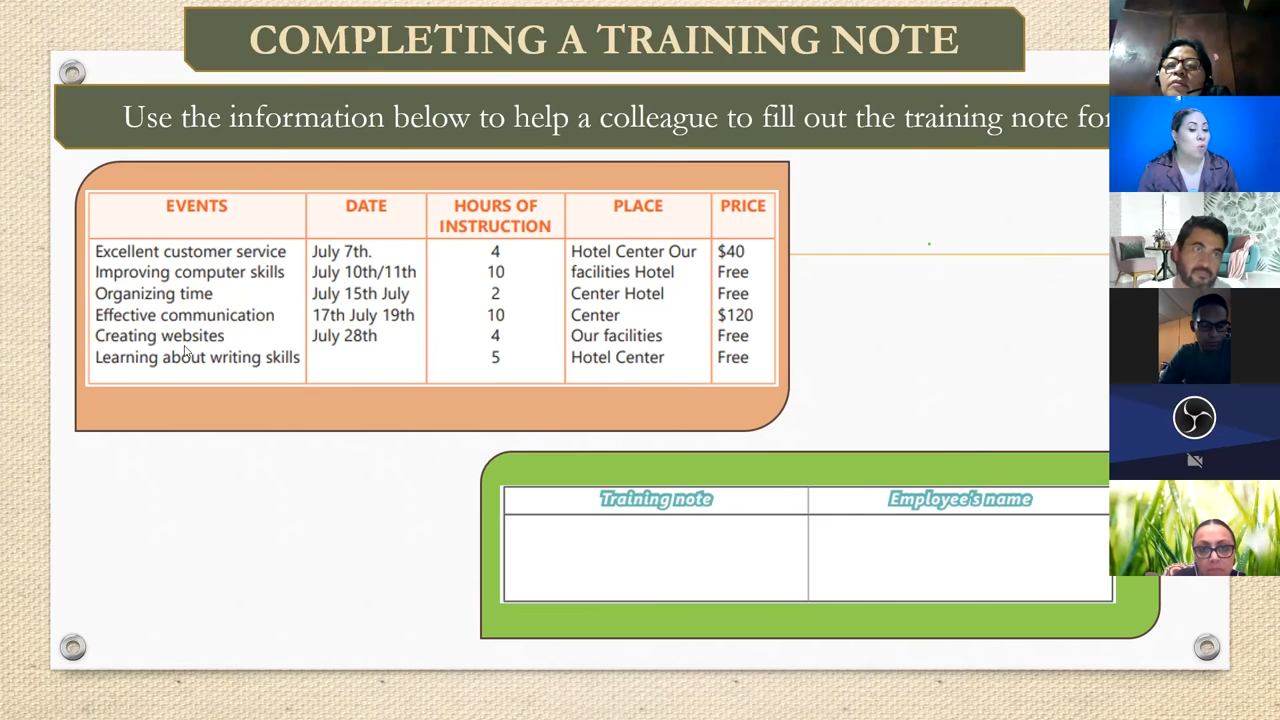 COMPLETING A TRAINING NOTE
Use the information below to help a colleague to fill out the training note for
EVENTS DATE HOURS OF INSTRUCTION PLACE PRICE
Excellent customer service July 7th. 4 Hotel Center Our $40
Improving computer skills July 10th/11th 10 facilities Hotel Free
Organizing time July 15th July 2 Center Hotel Free
Effective communication 17th July 19th 10 Center $120
Creating websites July 28th 4 Our facilities Free
Learning about writing skills 5 Hotel Center Free
Training note Employee's name